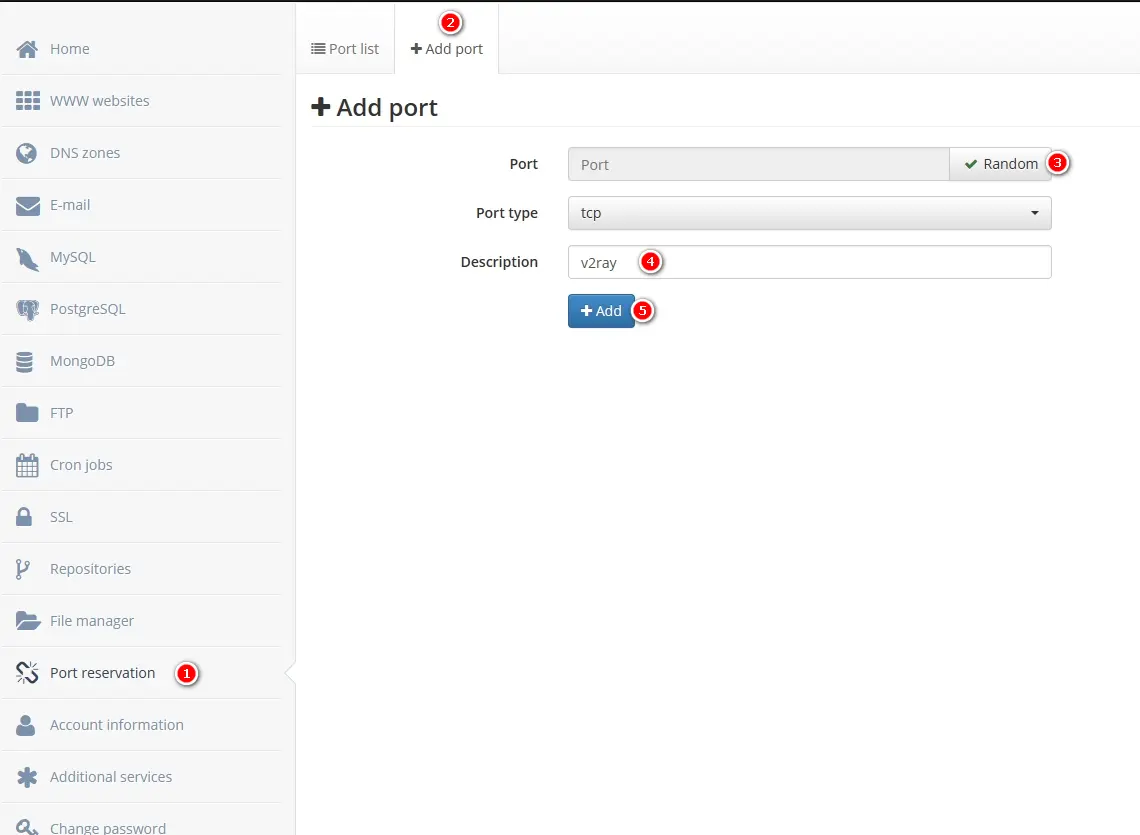 Home
WWW websites
DNS zones
E-mail
MySQL
PostgreSQL
MongoDB
FTP
Cron jobs
SSL
Repositories
File manager
Port reservation 1
Account information
Additional services
Change password
2
Port list Add port
Add port
Port Port Random 3
Port type tcp
Description v2ray 4
Add 5